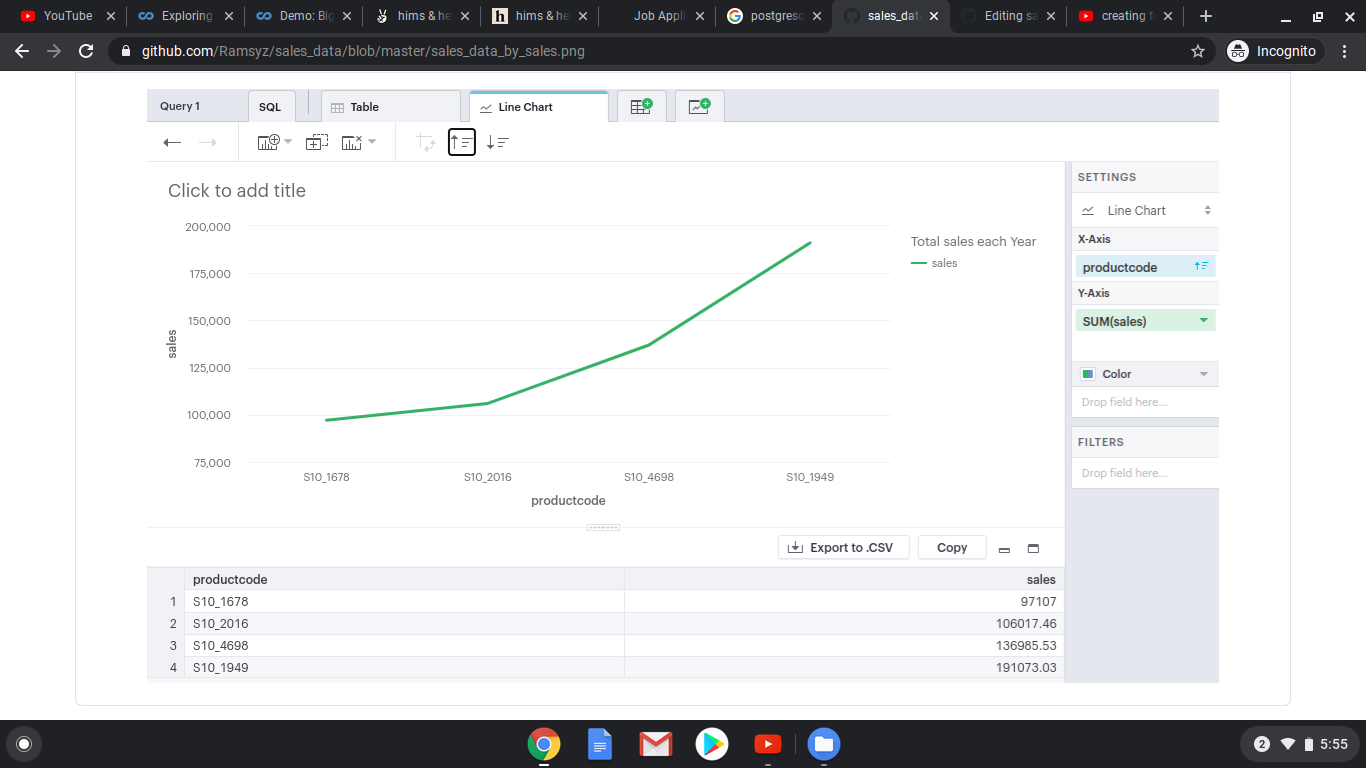 YouTube
Exploring
Demo: Big
hims & he
hims & he
Job Appli
postgresq
sales_dat
Editing sa
creating f
github.com/Ramsyz/sales_data/blob/master/sales_data_by_sales.png
Incognito
Query 1
SQL
Table
Line Chart
Click to add title
200,000
175,000
150,000
125,000
100,000
75,000
sales
S10_1678
S10_2016
S10_4698
S10_1949
productcode
Total sales each Year
sales
SETTINGS
Line Chart
X-Axis
productcode
Y-Axis
SUM(sales)
Color
Drop field here...
FILTERS
Drop field here...
Export to .CSV
Copy
productcode sales
1 S10_1678 97107
2 S10_2016 106017.46
3 S10_4698 136985.53
4 S10_1949 191073.03
2
5:55